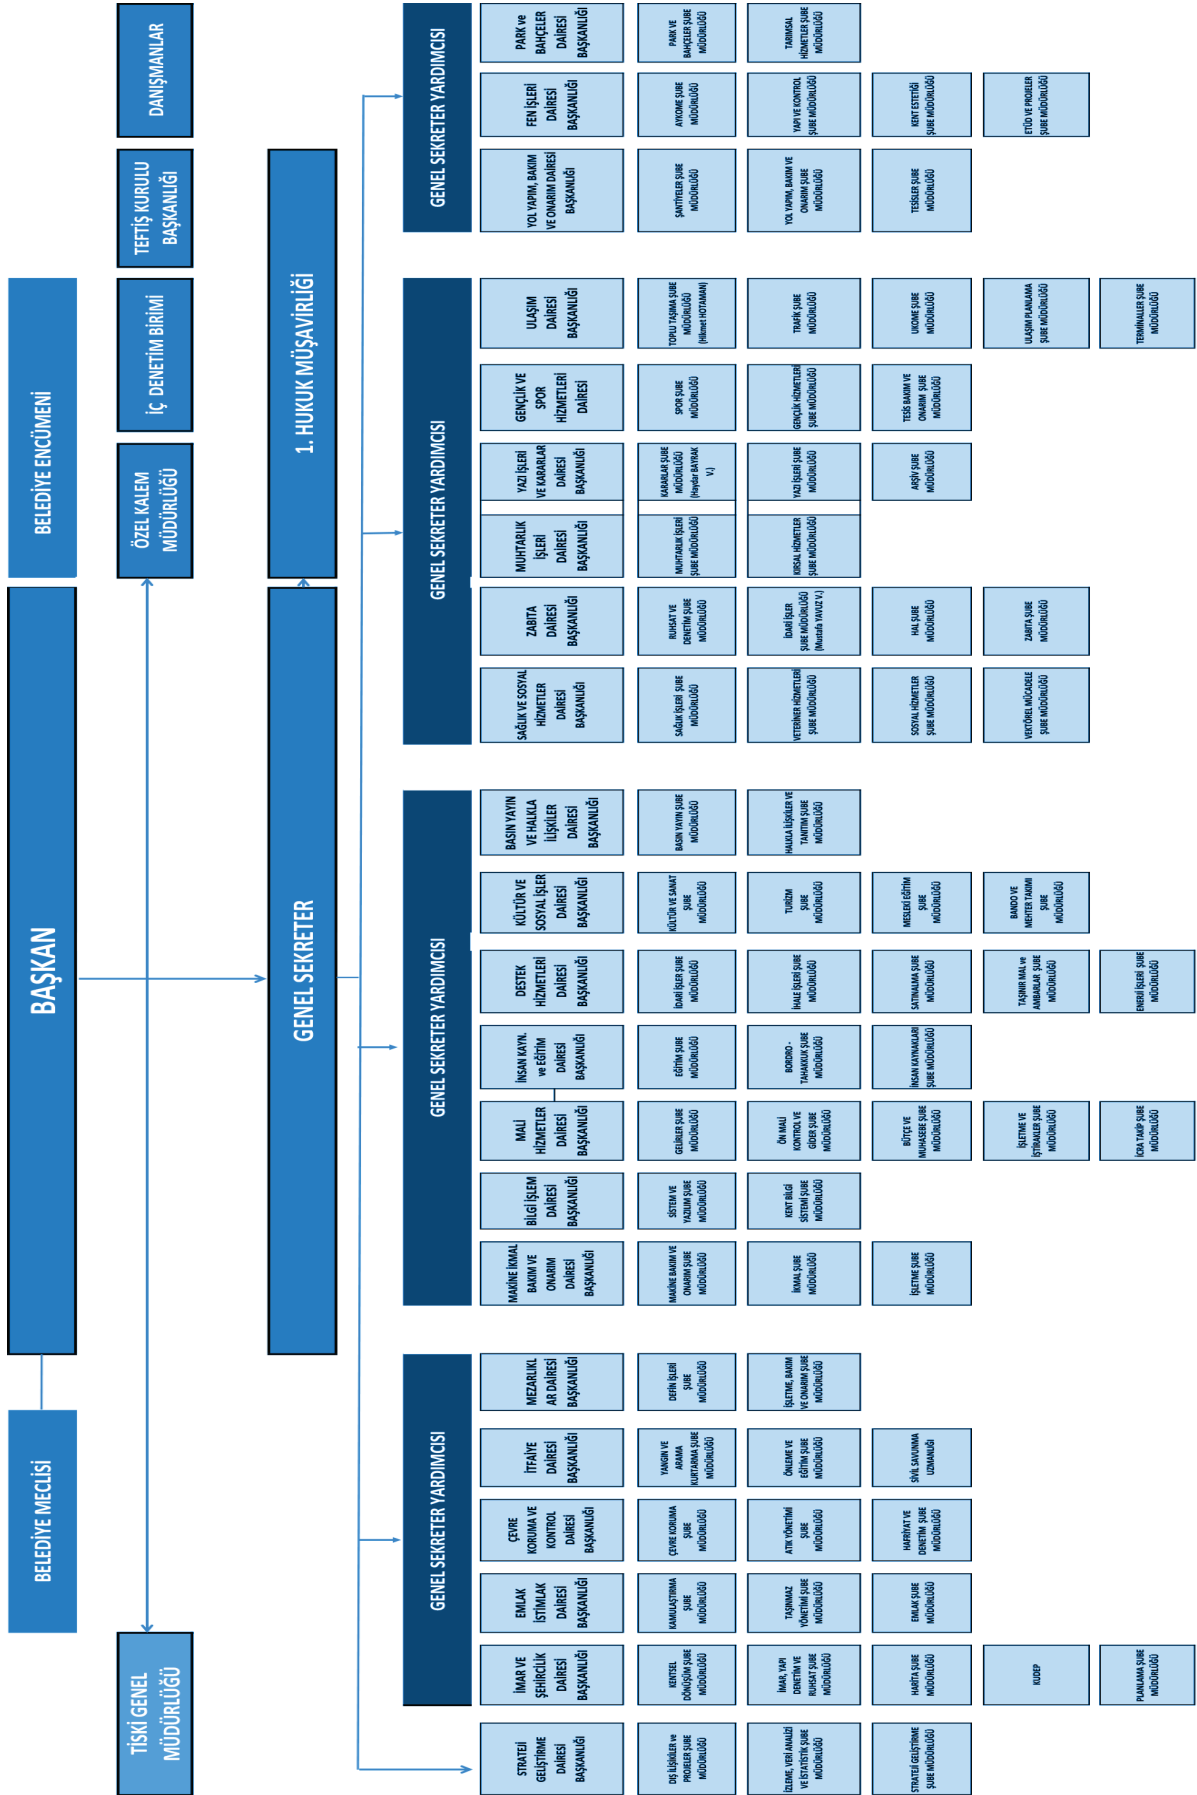 BELEDİYE MECLİSİ
BAŞKAN
BELEDİYE ENCÜMENİ
TİSKİ GENEL
MÜDÜRLÜĞÜ
ÖZEL KALEM
MÜDÜRLÜĞÜ
İÇ DENETİM BİRİMİ
TEFTİŞ KURULU
BAŞKANLIĞI
DANIŞMANLAR
GENEL SEKRETER
1. HUKUK MÜŞAVİRLİĞİ
GENEL SEKRETER YARDIMCISI
GENEL SEKRETER YARDIMCISI
GENEL SEKRETER YARDIMCISI
GENEL SEKRETER YARDIMCISI
STRATEJİ
GELİŞTİRME
DAİRESİ
BAŞKANLIĞI
DIŞ İLİŞKİLER ve
PROJELER ŞUBE
MÜDÜRLÜĞÜ
İZLEME, VERİ ANALİZİ
VE İSTATİSTİK ŞUBE
MÜDÜRLÜĞÜ
STRATEJİ GELİŞTİRME
ŞUBE MÜDÜRLÜĞÜ
İMAR VE
ŞEHİRCİLİK
DAİRESİ
BAŞKANLIĞI
KENTSEL
DÖNÜŞÜM ŞUBE
MÜDÜRLÜĞÜ
İMAR, YAPI
DENETİM VE
RUHSAT ŞUBE
MÜDÜRLÜĞÜ
HARİTA ŞUBE
MÜDÜRLÜĞÜ
KUDEP
PLANLAMA ŞUBE
MÜDÜRLÜĞÜ
EMLAK
İSTİMLAK
DAİRESİ
BAŞKANLIĞI
KAMULAŞTIRMA
ŞUBE
MÜDÜRLÜĞÜ
TAŞINMAZ
YÖNETİMİ ŞUBE
MÜDÜRLÜĞÜ
EMLAK ŞUBE
MÜDÜRLÜĞÜ
ÇEVRE
KORUMA VE
KONTROL
DAİRESİ
BAŞKANLIĞI
ÇEVRE KORUMA
ŞUBE
MÜDÜRLÜĞÜ
ATIK YÖNETİMİ
ŞUBE
MÜDÜRLÜĞÜ
HAFRİYAT VE
DENETİM ŞUBE
MÜDÜRLÜĞÜ
İTFAİYE
DAİRESİ
BAŞKANLIĞI
YANGIN VE
ARAMA
KURTARMA ŞUBE
MÜDÜRLÜĞÜ
ÖNLEME VE
EĞİTİM ŞUBE
MÜDÜRLÜĞÜ
SİVİL SAVUNMA
UZMANLIĞI
MEZARLIKL
AR DAİRESİ
BAŞKANLIĞI
DEFİN İŞLERİ
ŞUBE
MÜDÜRLÜĞÜ
İŞLETME, BAKIM
VE ONARIM ŞUBE
MÜDÜRLÜĞÜ
MAKİNE İKMAL
BAKIM VE
ONARIM
DAİRESİ
BAŞKANLIĞI
MAKİNE BAKIM VE
ONARIM ŞUBE
MÜDÜRLÜĞÜ
İKMAL ŞUBE
MÜDÜRLÜĞÜ
İŞLETME ŞUBE
MÜDÜRLÜĞÜ
BİLGİ İŞLEM
DAİRESİ
BAŞKANLIĞI
SİSTEM VE
YAZILIM ŞUBE
MÜDÜRLÜĞÜ
KENT BİLGİ
SİSTEMİ ŞUBE
MÜDÜRLÜĞÜ
MALİ
HİZMETLER
DAİRESİ
BAŞKANLIĞI
GELİRLER ŞUBE
MÜDÜRLÜĞÜ
ÖN MALİ
KONTROL VE
GİDER ŞUBE
MÜDÜRLÜĞÜ
BÜTÇE VE
MUHASEBE ŞUBE
MÜDÜRLÜĞÜ
İŞLETME VE
İŞTİRAKLER ŞUBE
MÜDÜRLÜĞÜ
İCRA TAKİP ŞUBE
MÜDÜRLÜĞÜ
İNSAN KAYN.
ve EĞİTİM
DAİRESİ
BAŞKANLIĞI
EĞİTİM ŞUBE
MÜDÜRLÜĞÜ
BORDRO -
TAHAKKUK ŞUBE
MÜDÜRLÜĞÜ
İNSAN KAYNAKLARI
ŞUBE MÜDÜRLÜĞÜ
DESTEK
HİZMETLERİ
DAİRESİ
BAŞKANLIĞI
İDARİ İŞLER ŞUBE
MÜDÜRLÜĞÜ
İHALE İŞLERİ ŞUBE
MÜDÜRLÜĞÜ
SATINALMA ŞUBE
MÜDÜRLÜĞÜ
TAŞINIR MAL ve
AMBARLAR ŞUBE
MÜDÜRLÜĞÜ
ENERJİ İŞLERİ ŞUBE
MÜDÜRLÜĞÜ
KÜLTÜR VE
SOSYAL İŞLER
DAİRESİ
BAŞKANLIĞI
KÜLTÜR VE SANAT
ŞUBE
MÜDÜRLÜĞÜ
TURİZM
ŞUBE
MÜDÜRLÜĞÜ
MESLEKİ EĞİTİM
ŞUBE
MÜDÜRLÜĞÜ
BANDO VE
MEHTER TAKIMI
ŞUBE
MÜDÜRLÜĞÜ
BASIN YAYIN
VE HALKLA
İLİŞKİLER
DAİRESİ
BAŞKANLIĞI
BASIN YAYIN ŞUBE
MÜDÜRLÜĞÜ
HALKLA İLİŞKİLER VE
TANITIM ŞUBE
MÜDÜRLÜĞÜ
SAĞLIK VE SOSYAL
HİZMETLER
DAİRESİ
BAŞKANLIĞI
SAĞLIK İŞLERİ ŞUBE
MÜDÜRLÜĞÜ
VETERİNER HİZMETLERİ
ŞUBE MÜDÜRLÜĞÜ
SOSYAL HİZMETLER
ŞUBE MÜDÜRLÜĞÜ
VEKTÖREL MÜCADELE
ŞUBE MÜDÜRLÜĞÜ
ZABITA
DAİRESİ
BAŞKANLIĞI
RUHSAT VE
DENETİM ŞUBE
MÜDÜRLÜĞÜ
İDARİ İŞLER
ŞUBE MÜDÜRLÜĞÜ
(Mustafa YAVUZ V.)
HAL ŞUBE
MÜDÜRLÜĞÜ
ZABITA ŞUBE
MÜDÜRLÜĞÜ
MUHTARLIK
İŞLERİ
DAİRESİ
BAŞKANLIĞI
MUHTARLIK İŞLERİ
ŞUBE MÜDÜRLÜĞÜ
KIRSAL HİZMETLER
ŞUBE MÜDÜRLÜĞÜ
YAZI İŞLERİ
VE KARARLAR
DAİRESİ
BAŞKANLIĞI
KARARLAR ŞUBE
MÜDÜRLÜĞÜ
(Haydar BAYRAK
V.)
YAZI İŞLERİ ŞUBE
MÜDÜRLÜĞÜ
ARŞİV ŞUBE
MÜDÜRLÜĞÜ
GENÇLİK VE
SPOR
HİZMETLERİ
DAİRESİ
SPOR ŞUBE
MÜDÜRLÜĞÜ
GENÇLİK HİZMETLERİ
ŞUBE MÜDÜRLÜĞÜ
TESİS BAKIM VE
ONARIM ŞUBE
MÜDÜRLÜĞÜ
ULAŞIM
DAİRESİ
BAŞKANLIĞI
TOPLU TAŞIMA ŞUBE
MÜDÜRLÜĞÜ
(Hikmet HOTAMAN)
TRAFİK ŞUBE
MÜDÜRLÜĞÜ
UKOME ŞUBE
MÜDÜRLÜĞÜ
ULAŞIM PLANLAMA
ŞUBE MÜDÜRLÜĞÜ
TERMİNALLER ŞUBE
MÜDÜRLÜĞÜ
YOL YAPIM, BAKIM
VE ONARIM DAİRESİ
BAŞKANLIĞI
ŞANTİYELER ŞUBE
MÜDÜRLÜĞÜ
YOL YAPIM, BAKIM VE
ONARIM ŞUBE
MÜDÜRLÜĞÜ
TESİSLER ŞUBE
MÜDÜRLÜĞÜ
FEN İŞLERİ
DAİRESİ
BAŞKANLIĞI
AYKOME ŞUBE
MÜDÜRLÜĞÜ
YAPI VE KONTROL
ŞUBE MÜDÜRLÜĞÜ
KENT ESTETİĞİ
ŞUBE MÜDÜRLÜĞÜ
ETÜD VE PROJELER
ŞUBE MÜDÜRLÜĞÜ
PARK ve
BAHÇELER
DAİRESİ
BAŞKANLIĞI
PARK VE
BAHÇELER ŞUBE
MÜDÜRLÜĞÜ
TARIMSAL
HİZMETLER ŞUBE
MÜDÜRLÜĞÜ